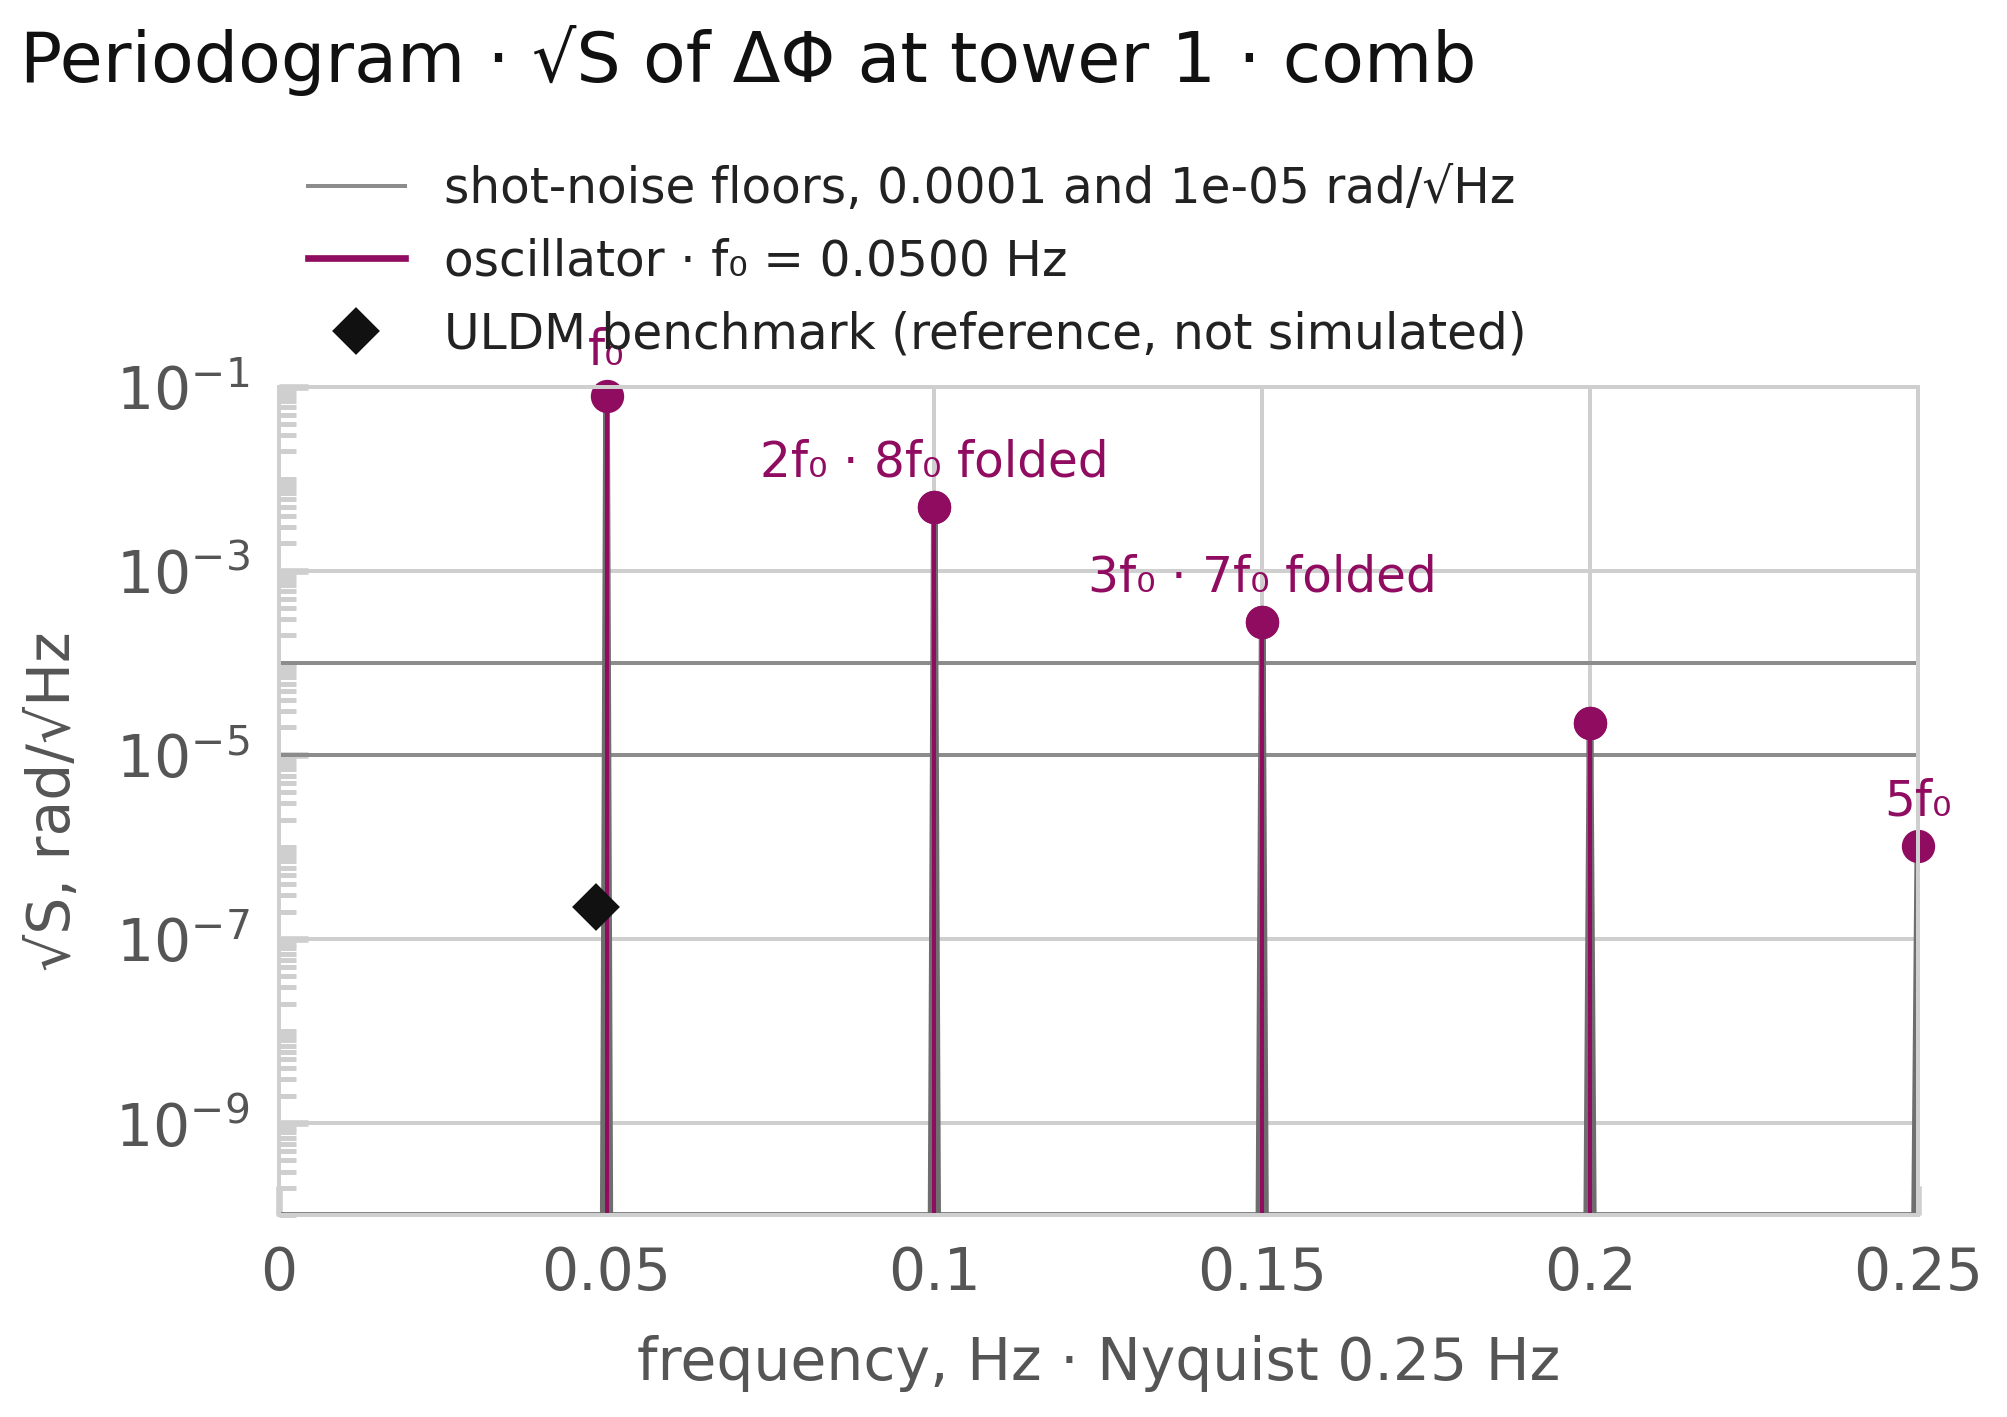 Periodogram · √S of ΔΦ at tower 1 · comb
shot-noise floors, 0.0001 and 1e-05 rad/√Hz
oscillator · f₀ = 0.0500 Hz
ULDM benchmark (reference, not simulated)
f₀
10⁻¹
2f₀ · 8f₀ folded
10⁻³
3f₀ · 7f₀ folded
10⁻⁵
5f₀
10⁻⁷
10⁻⁹
√S, rad/√Hz
0 0.05 0.1 0.15 0.2 0.25
frequency, Hz · Nyquist 0.25 Hz